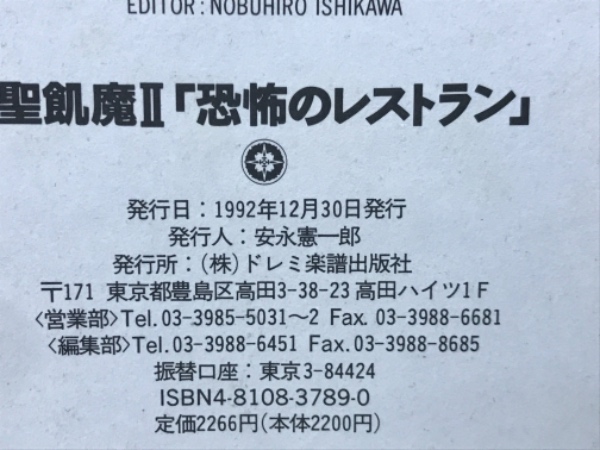 EDITOR : NOBUHIRO ISHIKAWA
聖飢魔II「恐怖のレストラン」
発行日：1992年12月30日発行
発行人：安永憲一郎
発行所：(株)ドレミ楽譜出版社
〒171 東京都豊島区高田3-38-23 高田ハイツ1F
〈営業部〉Tel. 03-3985-5031〜2 Fax. 03-3988-6681
〈編集部〉Tel. 03-3988-6451 Fax. 03-3988-8685
振替口座：東京3-84424
ISBN4-8108-3789-0
定価2266円(本体2200円)